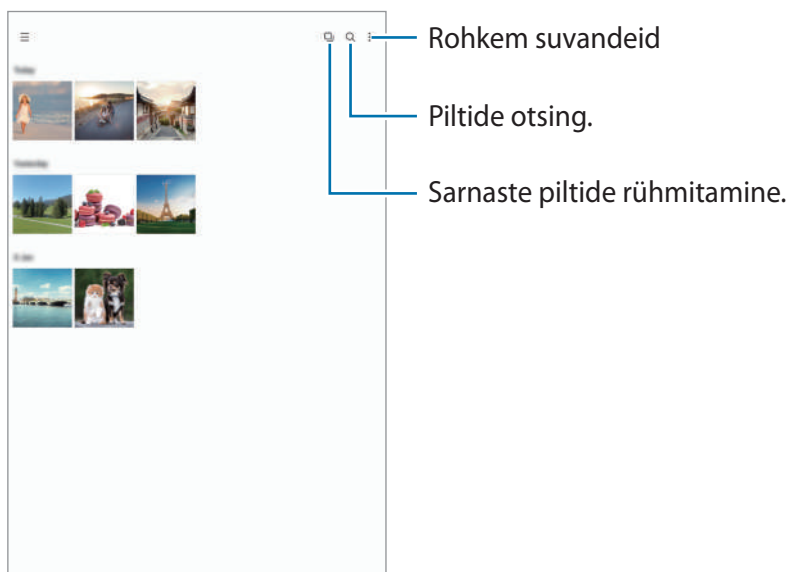 Rohkem suvandeid
Piltide otsing.
Sarnaste piltide rühmitamine.